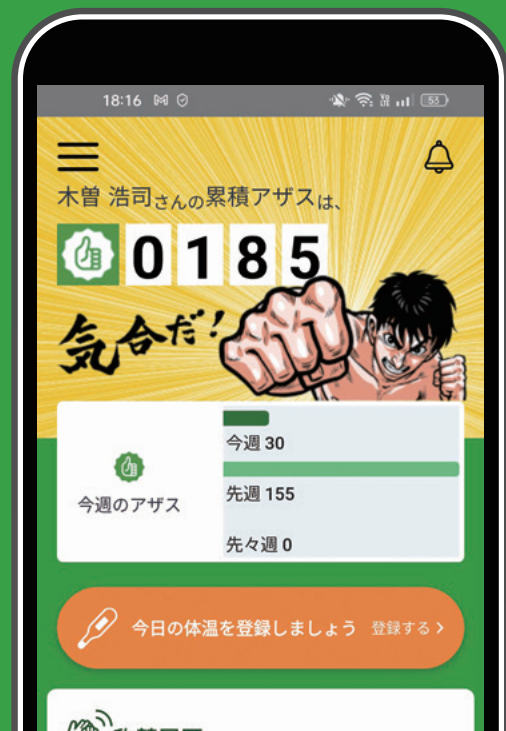 18:16
53
木曽 浩司さんの累積アザスは、
0185
気合だ!
今週 30
今週のアザス
先週 155
先々週 0
今日の体温を登録しましょう 登録する >